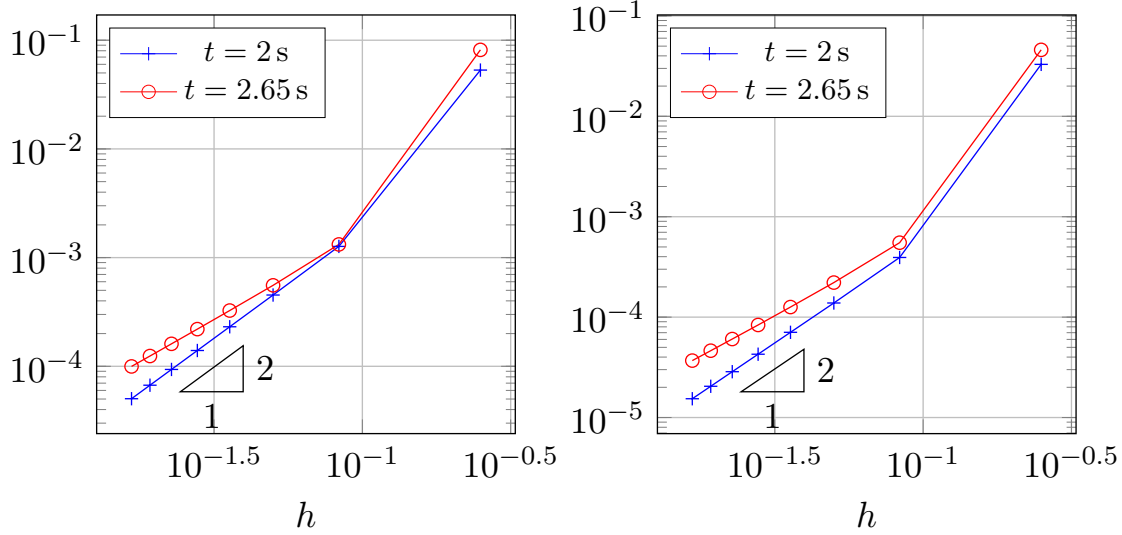 10^{-1}
10^{-2}
10^{-3}
10^{-4}
t = 2 s
t = 2.65 s
2
1
10^{-1.5} 10^{-1} 10^{-0.5}
h
10^{-1}
10^{-2}
10^{-3}
10^{-4}
10^{-5}
t = 2 s
t = 2.65 s
2
1
10^{-1.5} 10^{-1} 10^{-0.5}
h